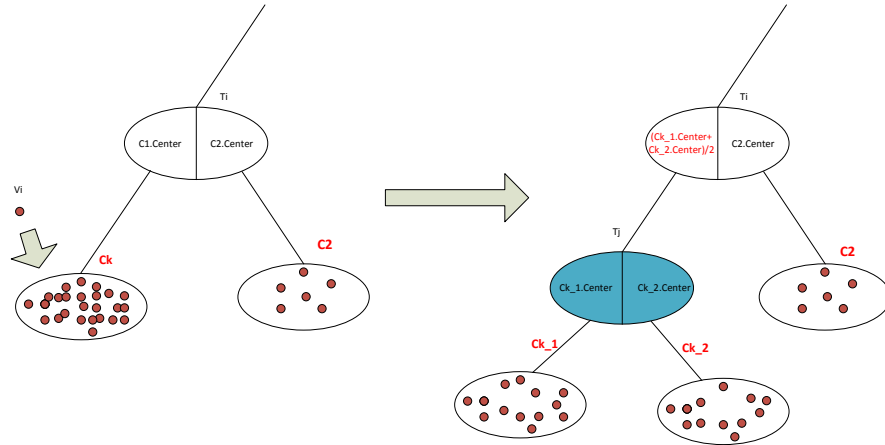 Ti
C1.Center
C2.Center
Vi
Ck
C2
Ti
(Ck_1.Center+
Ck_2.Center)/2
C2.Center
Tj
C2
Ck_1.Center
Ck_2.Center
Ck_1
Ck_2